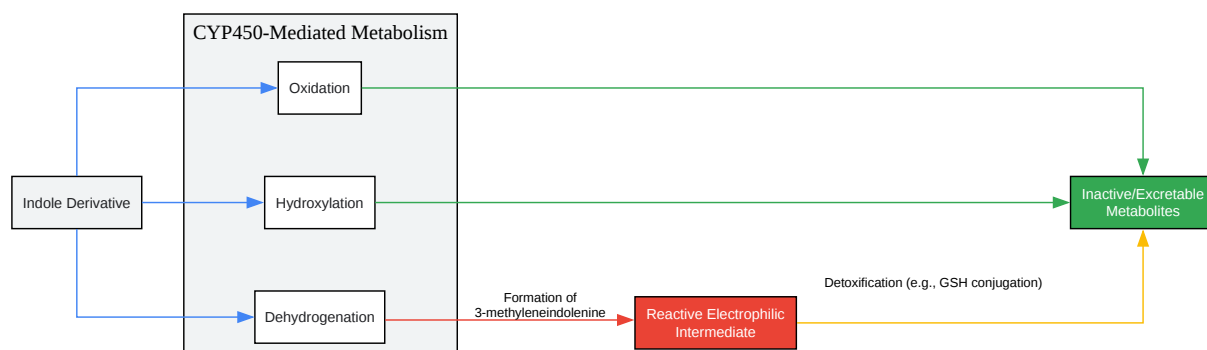 CYP450-Mediated Metabolism
Oxidation
Indole Derivative
Hydroxylation
Inactive/Excretable
Metabolites
Dehydrogenation
Formation of
3-methyleneindolenine
Reactive Electrophilic
Intermediate
Detoxification (e.g., GSH conjugation)